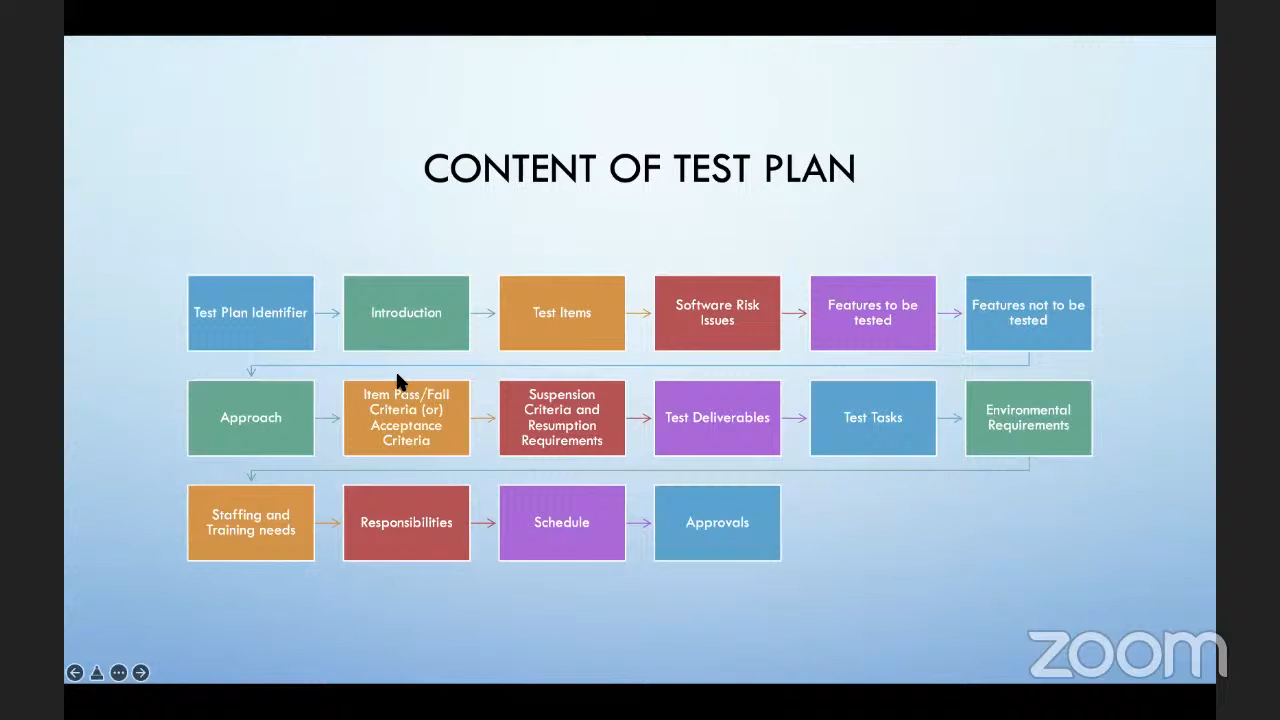 CONTENT OF TEST PLAN
Test Plan Identifier
Introduction
Test Items
Software Risk
Issues
Features to be
tested
Features not to be
tested
Approach
Item Pass/Fall
Criteria (or)
Acceptance
Criteria
Suspension
Criteria and
Resumption
Requirements
Test Deliverables
Test Tasks
Environmental
Requirements
Staffing and
Training needs
Responsibilities
Schedule
Approvals
zoom